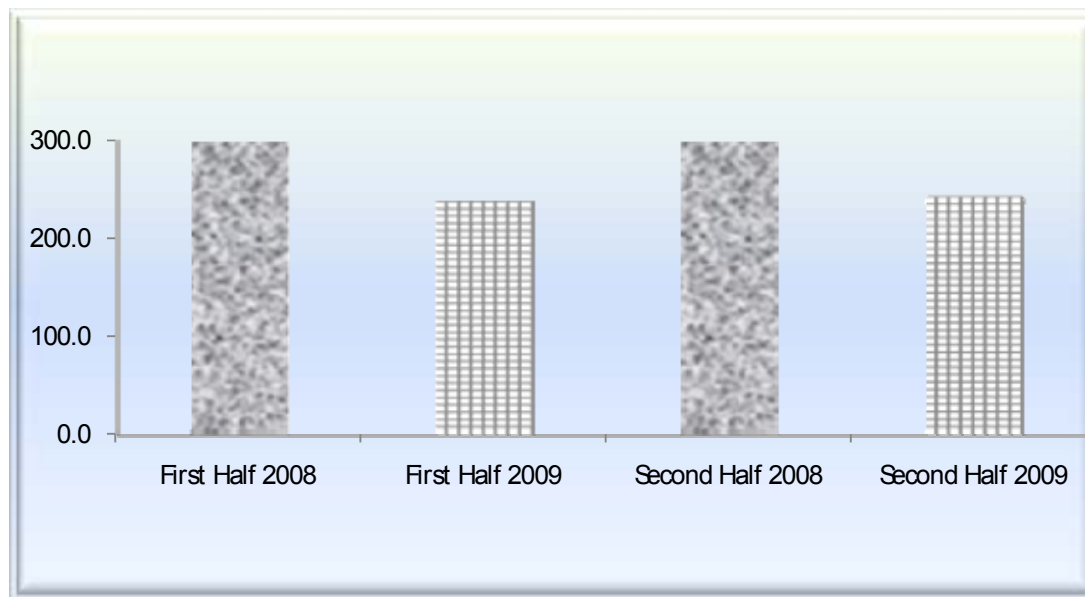 300.0
200.0
100.0
0.0
First Half 2008
First Half 2009
Second Half 2008
Second Half 2009